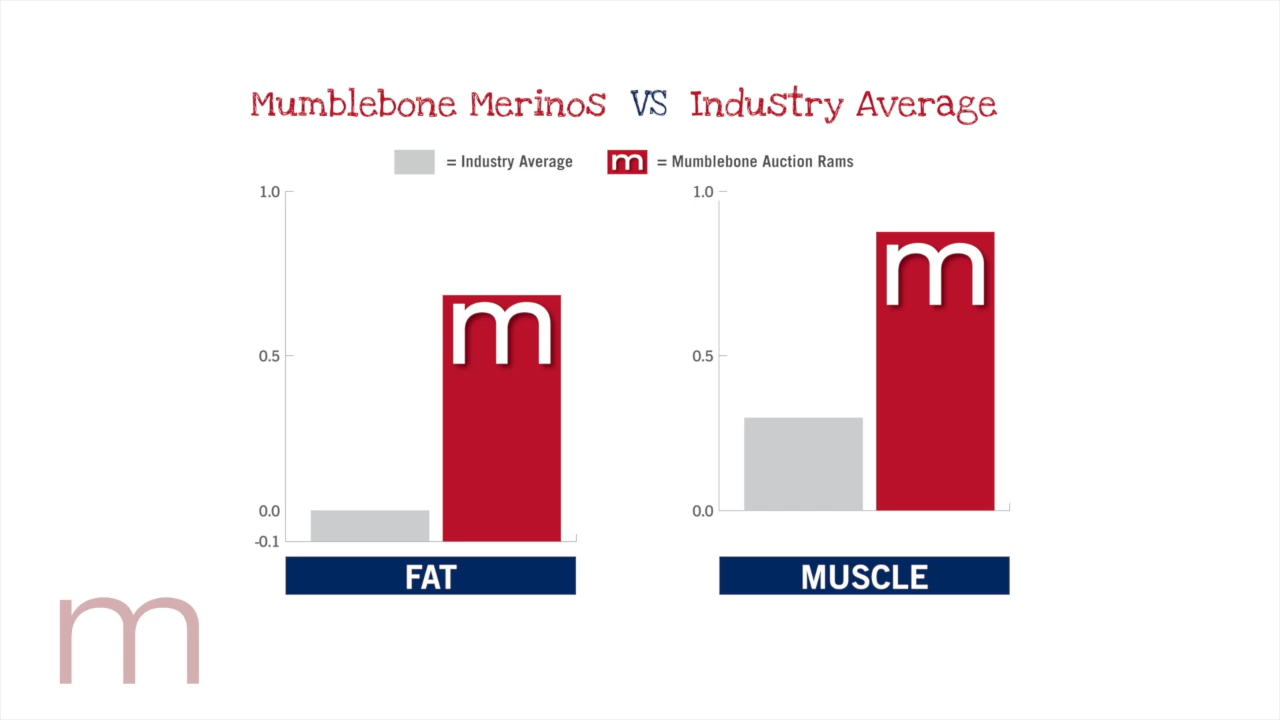 Mumblebone Merinos VS Industry Average
= Industry Average m = Mumblebone Auction Rams
1.0 1.0
m m
0.5 0.5
0.0 0.0
-0.1
FAT MUSCLE
m